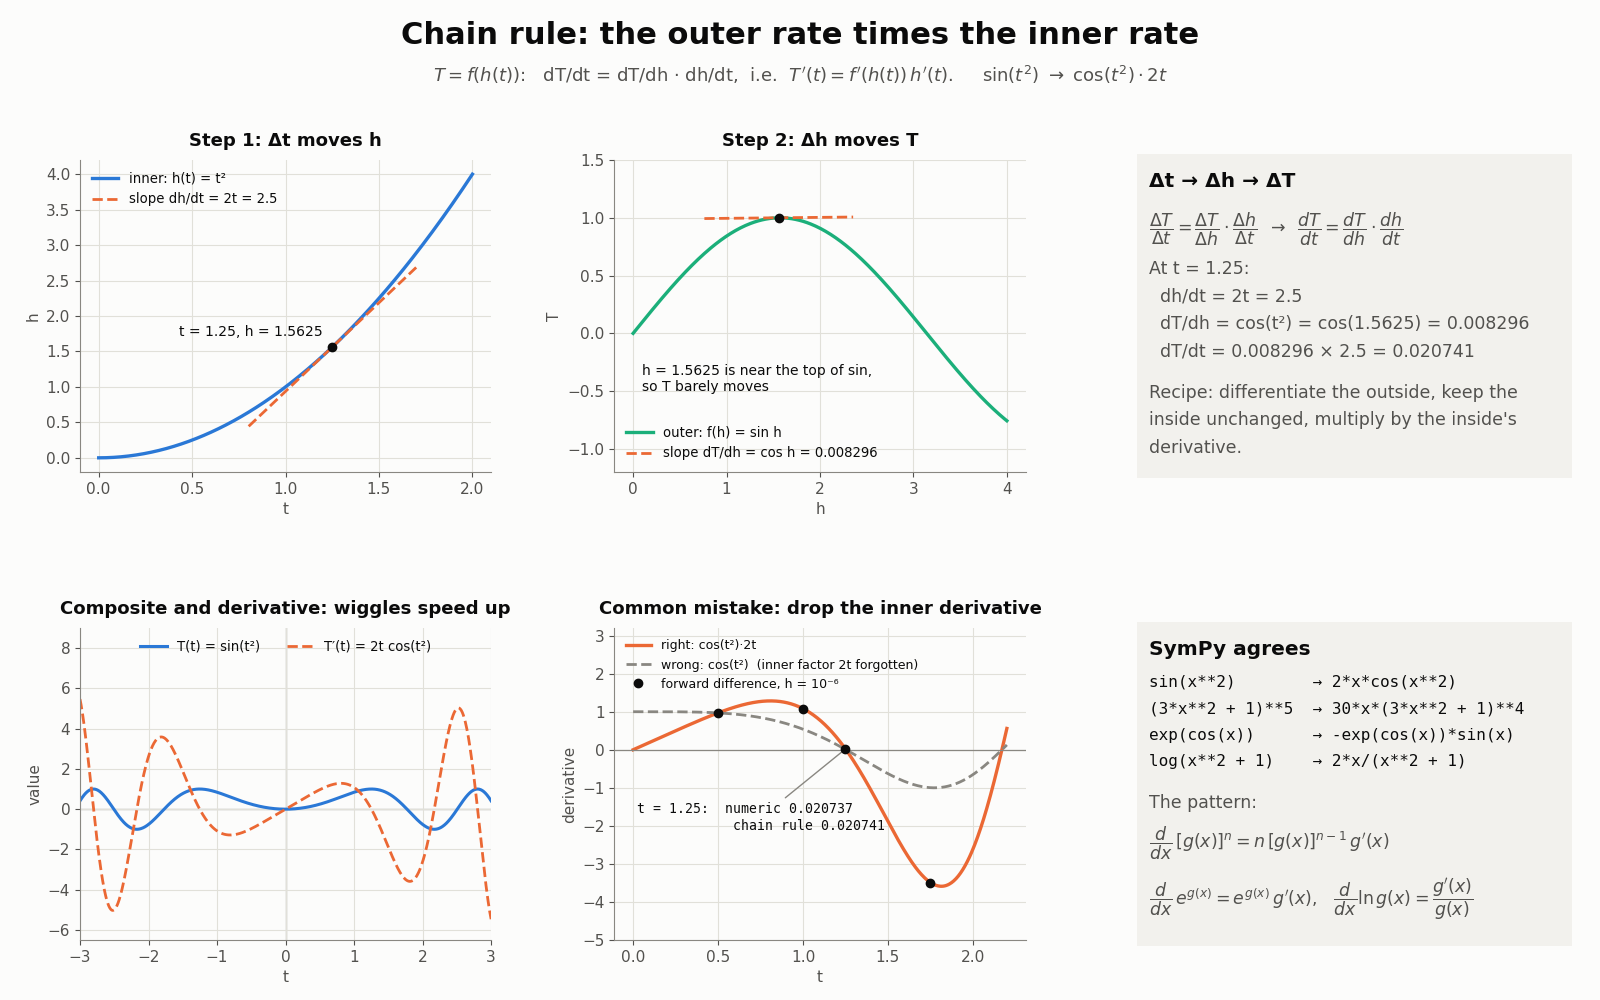 Chain rule: the outer rate times the inner rate
T = f(h(t)):   dT/dt = dT/dh · dh/dt,  i.e.  T′(t) = f′(h(t)) h′(t).     sin(t²) → cos(t²) · 2t
Step 1: Δt moves h
inner: h(t) = t²
slope dh/dt = 2t = 2.5
t = 1.25, h = 1.5625
4.0
3.5
3.0
2.5
2.0
1.5
1.0
0.5
0.0
h
0.0 0.5 1.0 1.5 2.0
t
Step 2: Δh moves T
1.5
1.0
0.5
0.0
−0.5
−1.0
T
h = 1.5625 is near the top of sin,
so T barely moves
outer: f(h) = sin h
slope dT/dh = cos h = 0.008296
0 1 2 3 4
h
Δt → Δh → ΔT
ΔT/Δt = ΔT/Δh · Δh/Δt → dT/dt = dT/dh · dh/dt
At t = 1.25:
dh/dt = 2t = 2.5
dT/dh = cos(t²) = cos(1.5625) = 0.008296
dT/dt = 0.008296 × 2.5 = 0.020741
Recipe: differentiate the outside, keep the
inside unchanged, multiply by the inside's
derivative.
Composite and derivative: wiggles speed up
T(t) = sin(t²)   T′(t) = 2t cos(t²)
8
6
4
2
0
−2
−4
−6
value
−3 −2 −1 0 1 2 3
t
Common mistake: drop the inner derivative
right: cos(t²)·2t
wrong: cos(t²)  (inner factor 2t forgotten)
forward difference, h = 10⁻⁶
3
2
1
0
−1
−2
−3
−4
−5
derivative
t = 1.25:  numeric 0.020737
chain rule 0.020741
0.0 0.5 1.0 1.5 2.0
t
SymPy agrees
sin(x**2)        → 2*x*cos(x**2)
(3*x**2 + 1)**5  → 30*x*(3*x**2 + 1)**4
exp(cos(x))      → -exp(cos(x))*sin(x)
log(x**2 + 1)    → 2*x/(x**2 + 1)
The pattern:
d/dx [g(x)]ⁿ = n [g(x)]ⁿ⁻¹ g′(x)
d/dx e^g(x) = e^g(x) g′(x),   d/dx ln g(x) = g′(x)/g(x)